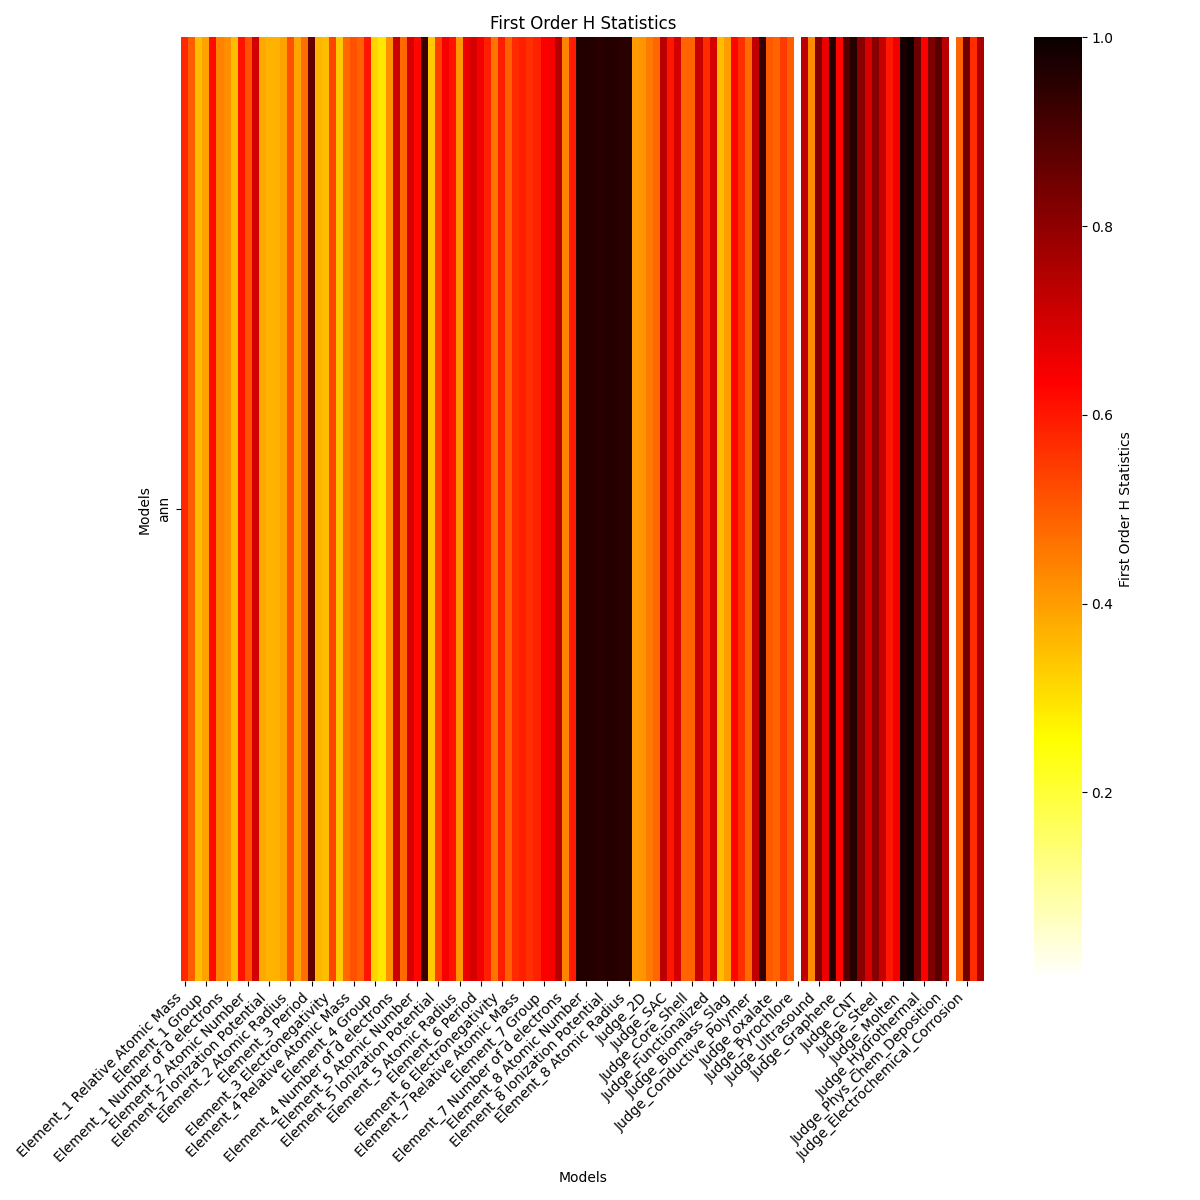 First Order H Statistics
Models
ann
Element_1 Relative Atomic Mass
Element_1 Group
Element_1 Number of d electrons
Element_2 Atomic Number
Element_2 Ionization Potential
Element_2 Atomic Radius
Element_3 Period
Element_3 Electronegativity
Element_4 Relative Atomic Mass
Element_4 Group
Element_4 Number of d electrons
Element_5 Atomic Number
Element_5 Ionization Potential
Element_5 Atomic Radius
Element_6 Period
Element_6 Electronegativity
Element_7 Relative Atomic Mass
Element_7 Group
Element_7 Number of d electrons
Element_8 Atomic Number
Element_8 Ionization Potential
Element_8 Atomic Radius
Judge_2D
Judge_SAC
Judge_Core_Shell
Judge_Functionalized
Judge_Biomass_Slag
Judge_Conductive_Polymer
Judge_oxalate
Judge_Pyrochlore
Judge_Ultrasound
Judge_Graphene
Judge_CNT
Judge_Steel
Judge_Molten
Judge_Hydrothermal
Judge_Phys_Chem_Deposition
Judge_Electrochemical_Corrosion
Models
1.0
0.8
0.6
0.4
0.2
First Order H Statistics